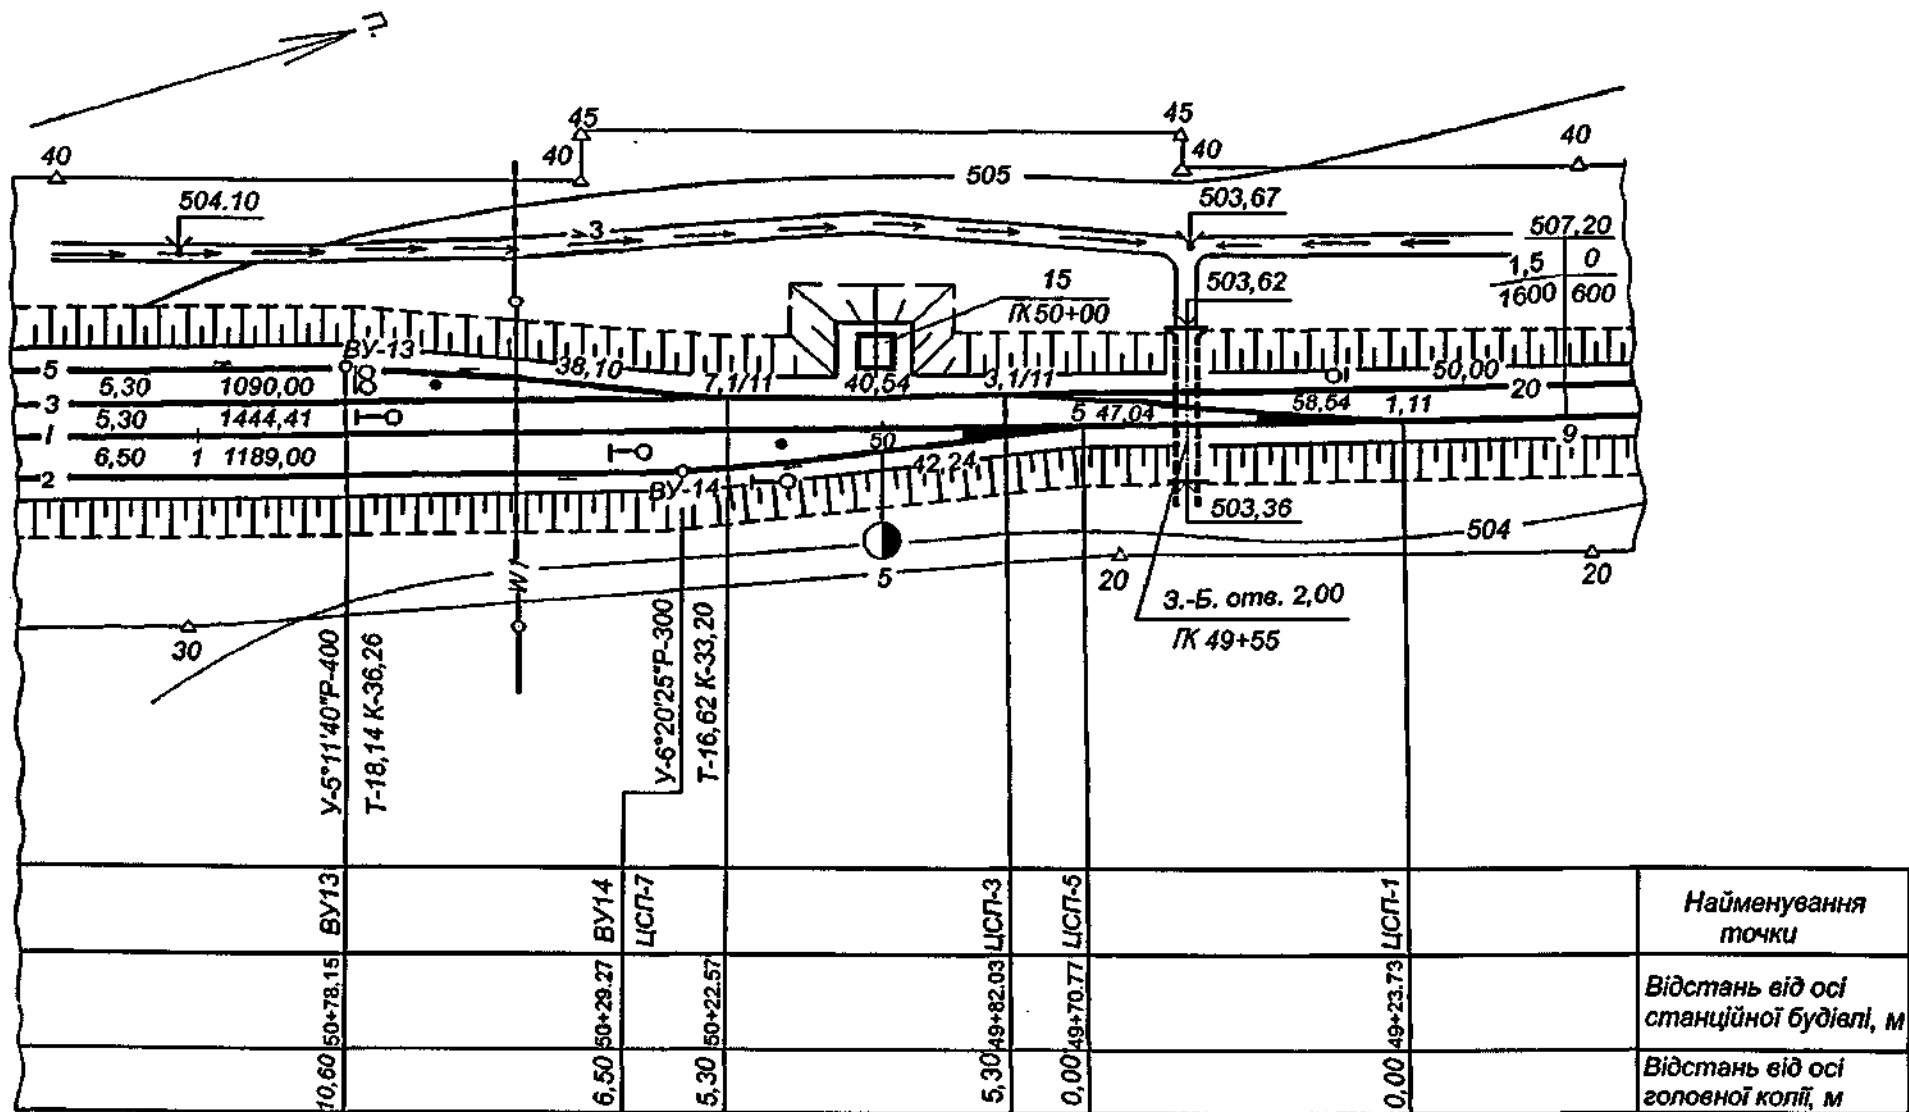 П
45
45
40
40
40
40
505
504.10
503,67
3
507,20
1,5
0
1600
600
15
ПК50+00
503,62
ВУ-13
38,10
7,1/11
40,54
3,1/11
50,00
5
5,30
1090,00
20
3
5,30
1444,41
5
47,04
58,54
1,11
1
50
9
6,50
1
1189,00
42,24
2
ВУ-14
503,36
504
W1
5
20
20
З.-Б. отв. 2,00
ПК 49+55
30
У-5°11'40"Р-400
Т-18,14 К-36,26
У-6°20'25"Р-300
Т-16,62 К-33,20
ВУ13
ВУ14
ЦСП-7
ЦСП-3
ЦСП-5
ЦСП-1
Найменування
точки
50+78.15
50+29.27
50+22.57
49+82.03
49+70.77
49+23.73
Відстань від осі
станційної будівлі, м
10,60
6,50
5,30
5,30
0,00
0,00
Відстань від осі
головної колії, м